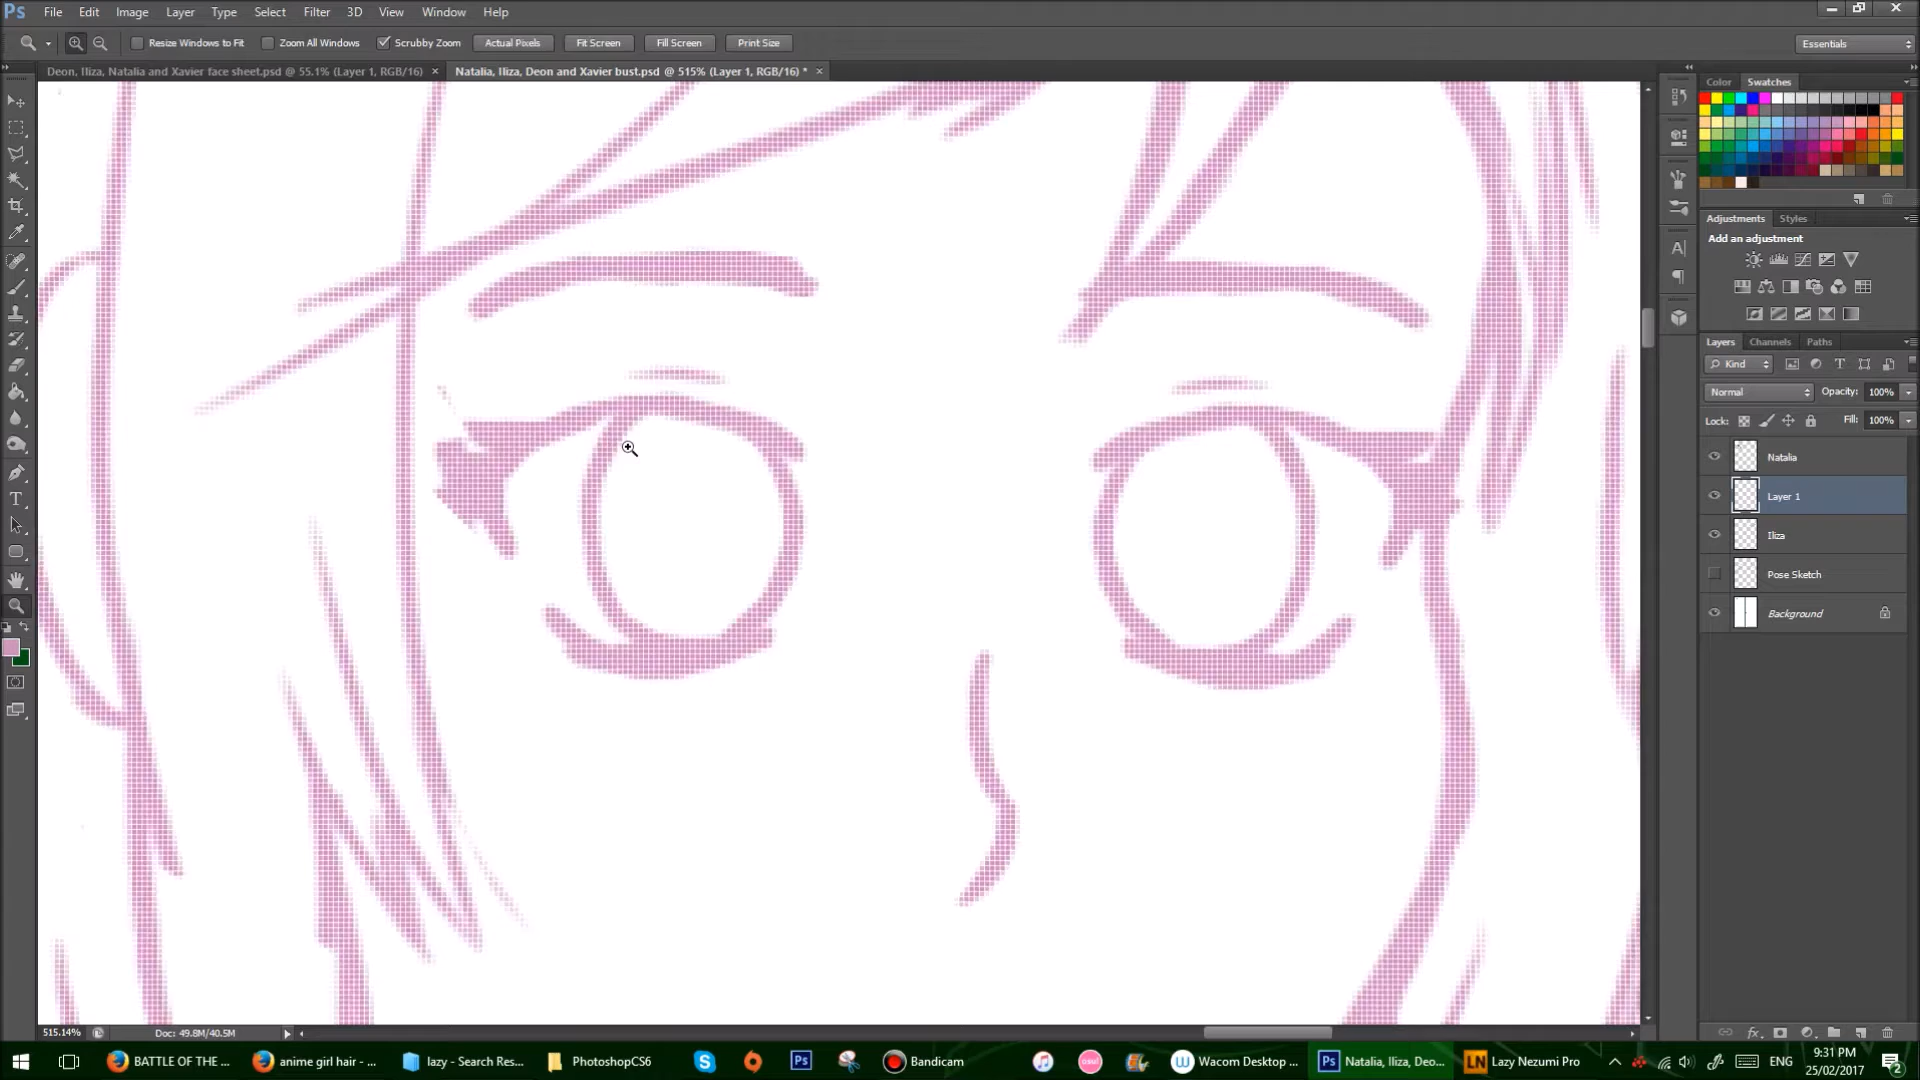 Ps File Edit Image Layer Type Select Filter 3D View Window Help
Resize Windows to Fit Zoom All Windows Scrubby Zoom Actual Pixels Fit Screen Fill Screen Print Size Essentials
Deon, Iliza, Natalia and Xavier face sheet.psd @ 55.1% (Layer 1, RGB/16) × Natalia, Iliza, Deon and Xavier bust.psd @ 515% (Layer 1, RGB/16) * ×
Color Swatches
Adjustments Styles
Add an adjustment
Layers Channels Paths
Kind
Normal Opacity: 100%
Lock: Fill: 100%
Natalia
Layer 1
Iliza
Pose Sketch
Background
515.14% Doc: 49.8M/40.5M
BATTLE OF THE ... anime girl hair - ... lazy - Search Res... PhotoshopCS6 Bandicam Wacom Desktop ... Natalia, Iliza, Deo... Lazy Nezumi Pro ENG 9:31 PM
25/02/2017 2